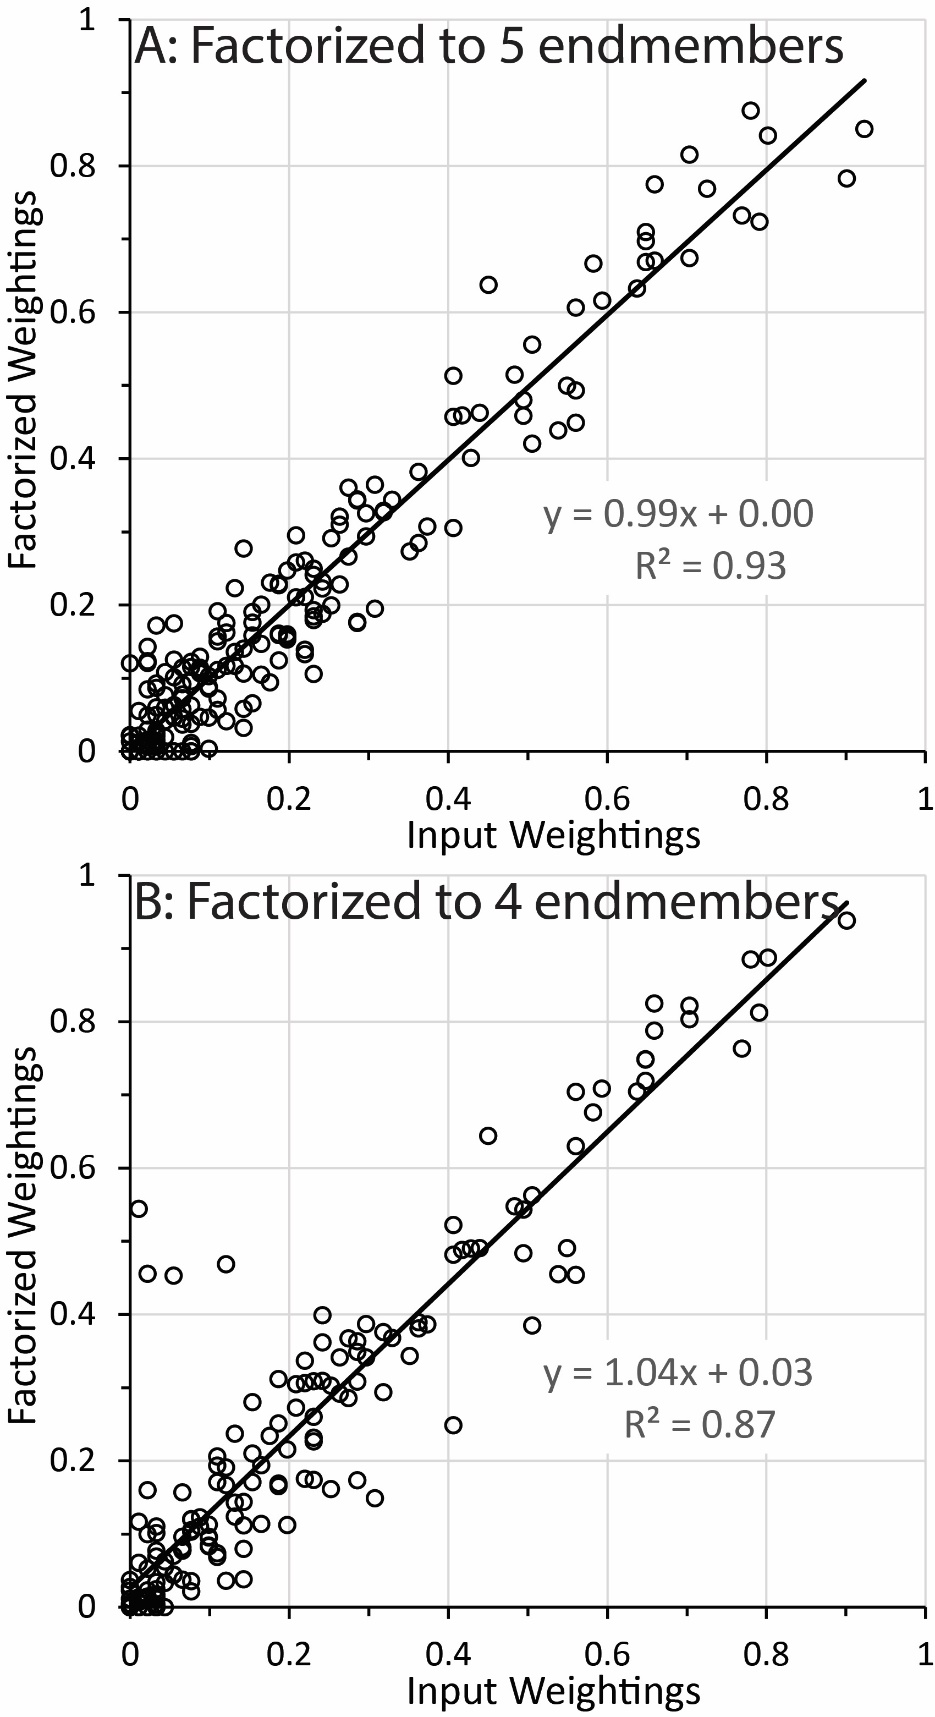 A: Factorized to 5 endmembers
1
0.8
0.6
0.4
0.2
0
Factorized Weightings
y = 0.99x + 0.00
R² = 0.93
0 0.2 0.4 0.6 0.8 1
Input Weightings
B: Factorized to 4 endmembers
1
0.8
0.6
0.4
0.2
0
Factorized Weightings
y = 1.04x + 0.03
R² = 0.87
0 0.2 0.4 0.6 0.8 1
Input Weightings